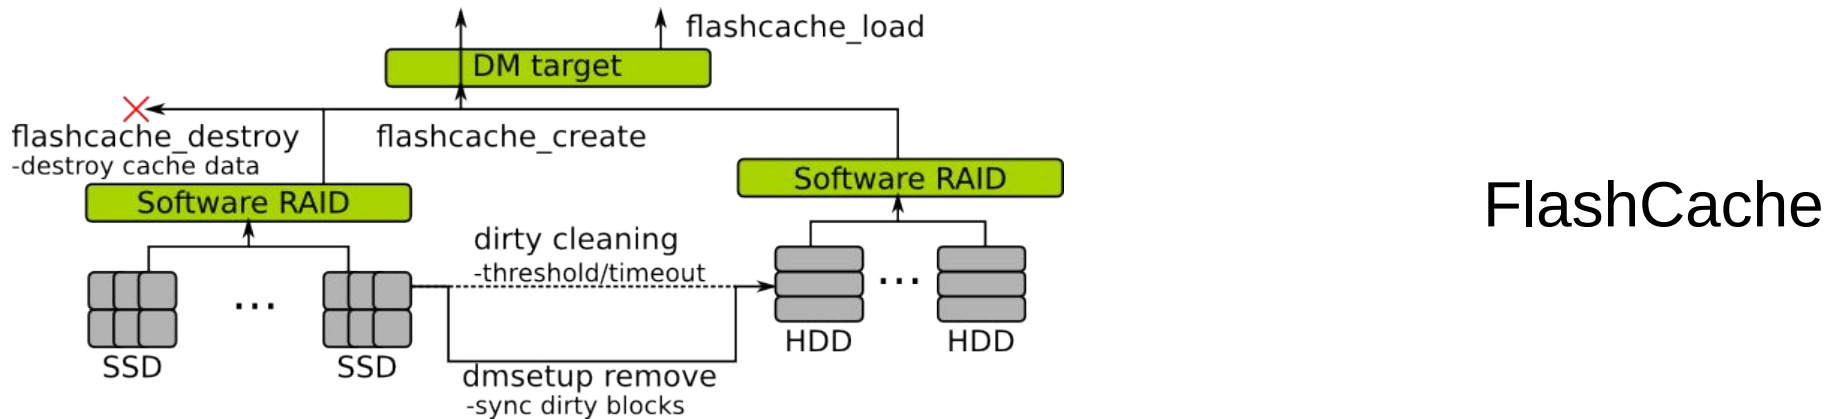 flashcache_load
DM target
flashcache_destroy
-destroy cache data
flashcache_create
Software RAID
Software RAID
FlashCache
dirty cleaning
-threshold/timeout
...
...
SSD
SSD
HDD
HDD
dmsetup remove
-sync dirty blocks